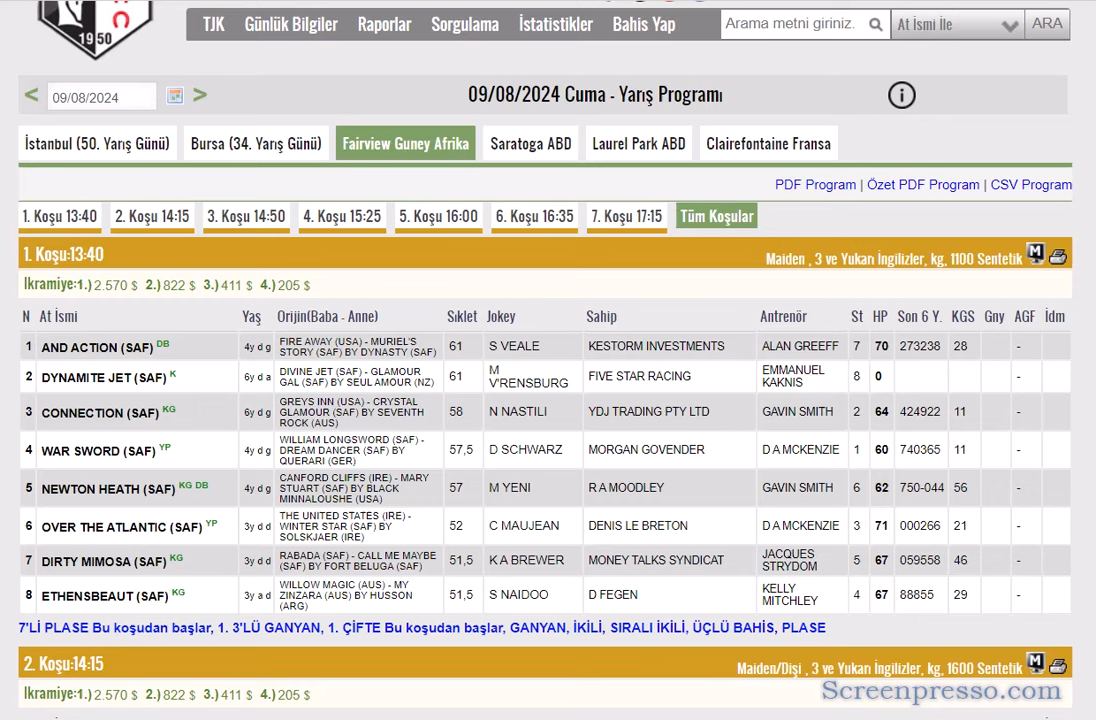 1950
TJK Günlük Bilgiler Raporlar Sorgulama İstatistikler Bahis Yap Arama metni giriniz. At İsmi İle ARA
< 09/08/2024 > 09/08/2024 Cuma - Yarış Programı i
İstanbul (50. Yarış Günü) Bursa (34. Yarış Günü) Fairview Guney Afrika Saratoga ABD Laurel Park ABD Clairefontaine Fransa
PDF Program | Özet PDF Program | CSV Program
1. Koşu 13:40 2. Koşu 14:15 3. Koşu 14:50 4. Koşu 15:25 5. Koşu 16:00 6. Koşu 16:35 7. Koşu 17:15 Tüm Koşular
1. Koşu:13:40 Maiden , 3 ve Yukarı İngilizler, kg, 1100 Sentetik M
İkramiye:1.) 2.570 $ 2.) 822 $ 3.) 411 $ 4.) 205 $
N At İsmi Yaş Orijin(Baba - Anne) Sıklet Jokey Sahip Antrenör St HP Son 6 Y. KGS Gny AGF İdm
1 AND ACTION (SAF) DB 4y d g FIRE AWAY (USA) - MURIEL'S STORY (SAF) BY DYNASTY (SAF) 61 S VEALE KESTORM INVESTMENTS ALAN GREEFF 7 70 273238 28 -
2 DYNAMITE JET (SAF) K 6y d a DIVINE JET (SAF) - GLAMOUR GAL (SAF) BY SEUL AMOUR (NZ) 61 M V'RENSBURG FIVE STAR RACING EMMANUEL KAKNIS 8 0 -
3 CONNECTION (SAF) KG 6y d g GREYS INN (USA) - CRYSTAL GLAMOUR (SAF) BY SEVENTH ROCK (AUS) 58 N NASTILI YDJ TRADING PTY LTD GAVIN SMITH 2 64 424922 11 -
4 WAR SWORD (SAF) YP 4y d g WILLIAM LONGSWORD (SAF) - DREAM DANCER (SAF) BY QUERARI (GER) 57,5 D SCHWARZ MORGAN GOVENDER D A MCKENZIE 1 60 740365 11 -
5 NEWTON HEATH (SAF) KG DB 4y d g CANFORD CLIFFS (IRE) - MARY STUART (SAF) BY BLACK MINNALOUSHE (USA) 57 M YENI R A MOODLEY GAVIN SMITH 6 62 750-044 56 -
6 OVER THE ATLANTIC (SAF) YP 3y d d THE UNITED STATES (IRE) - WINTER STAR (SAF) BY SOLSKJAER (IRE) 52 C MAUJEAN DENIS LE BRETON D A MCKENZIE 3 71 000266 21 -
7 DIRTY MIMOSA (SAF) KG 3y d d RABADA (SAF) - CALL ME MAYBE (SAF) BY FORT BELUGA (SAF) 51,5 K A BREWER MONEY TALKS SYNDICAT JACQUES STRYDOM 5 67 059558 46 -
8 ETHENSBEAUT (SAF) KG 3y a d WILLOW MAGIC (AUS) - MY ZINZARA (AUS) BY HUSSON (ARG) 51,5 S NAIDOO D FEGEN KELLY MITCHLEY 4 67 88855 29 -
7'Lİ PLASE Bu koşudan başlar, 1. 3'LÜ GANYAN, 1. ÇİFTE Bu koşudan başlar, GANYAN, İKİLİ, SIRALI İKİLİ, ÜÇLÜ BAHİS, PLASE
2. Koşu:14:15 Maiden/Dişi , 3 ve Yukarı İngilizler, kg, 1600 Sentetik M
İkramiye:1.) 2.570 $ 2.) 822 $ 3.) 411 $ 4.) 205 $
Screenpresso.com